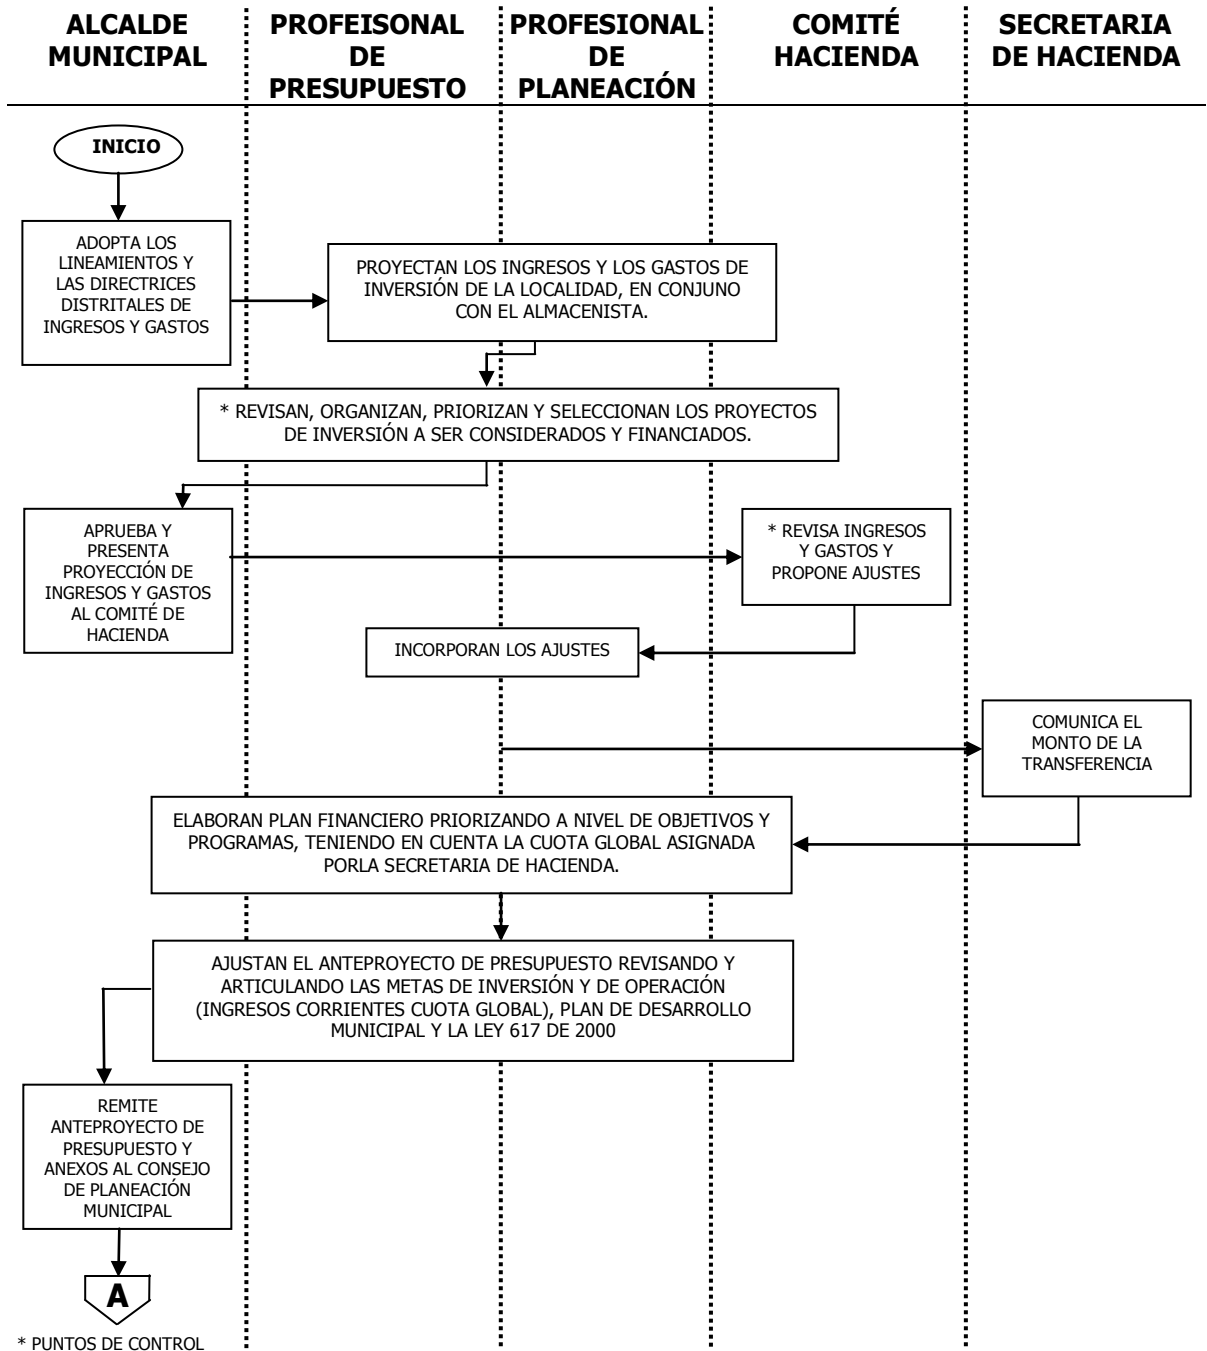 ALCALDE
MUNICIPAL
PROFEISONAL
DE
PRESUPUESTO
PROFESIONAL
DE
PLANEACIÓN
COMITÉ
HACIENDA
SECRETARIA
DE HACIENDA
INICIO
ADOPTA LOS
LINEAMIENTOS Y
LAS DIRECTRICES
DISTRITALES DE
INGRESOS Y GASTOS
PROYECTAN LOS INGRESOS Y LOS GASTOS DE
INVERSIÓN DE LA LOCALIDAD, EN CONJUNO
CON EL ALMACENISTA.
* REVISAN, ORGANIZAN, PRIORIZAN Y SELECCIONAN LOS PROYECTOS
DE INVERSIÓN A SER CONSIDERADOS Y FINANCIADOS.
APRUEBA Y
PRESENTA
PROYECCIÓN DE
INGRESOS Y GASTOS
AL COMITÉ DE
HACIENDA
* REVISA INGRESOS
Y GASTOS Y
PROPONE AJUSTES
INCORPORAN LOS AJUSTES
COMUNICA EL
MONTO DE LA
TRANSFERENCIA
ELABORAN PLAN FINANCIERO PRIORIZANDO A NIVEL DE OBJETIVOS Y
PROGRAMAS, TENIENDO EN CUENTA LA CUOTA GLOBAL ASIGNADA
PORLA SECRETARIA DE HACIENDA.
AJUSTAN EL ANTEPROYECTO DE PRESUPUESTO REVISANDO Y
ARTICULANDO LAS METAS DE INVERSIÓN Y DE OPERACIÓN
(INGRESOS CORRIENTES CUOTA GLOBAL), PLAN DE DESARROLLO
MUNICIPAL Y LA LEY 617 DE 2000
REMITE
ANTEPROYECTO DE
PRESUPUESTO Y
ANEXOS AL CONSEJO
DE PLANEACIÓN
MUNICIPAL
A
* PUNTOS DE CONTROL